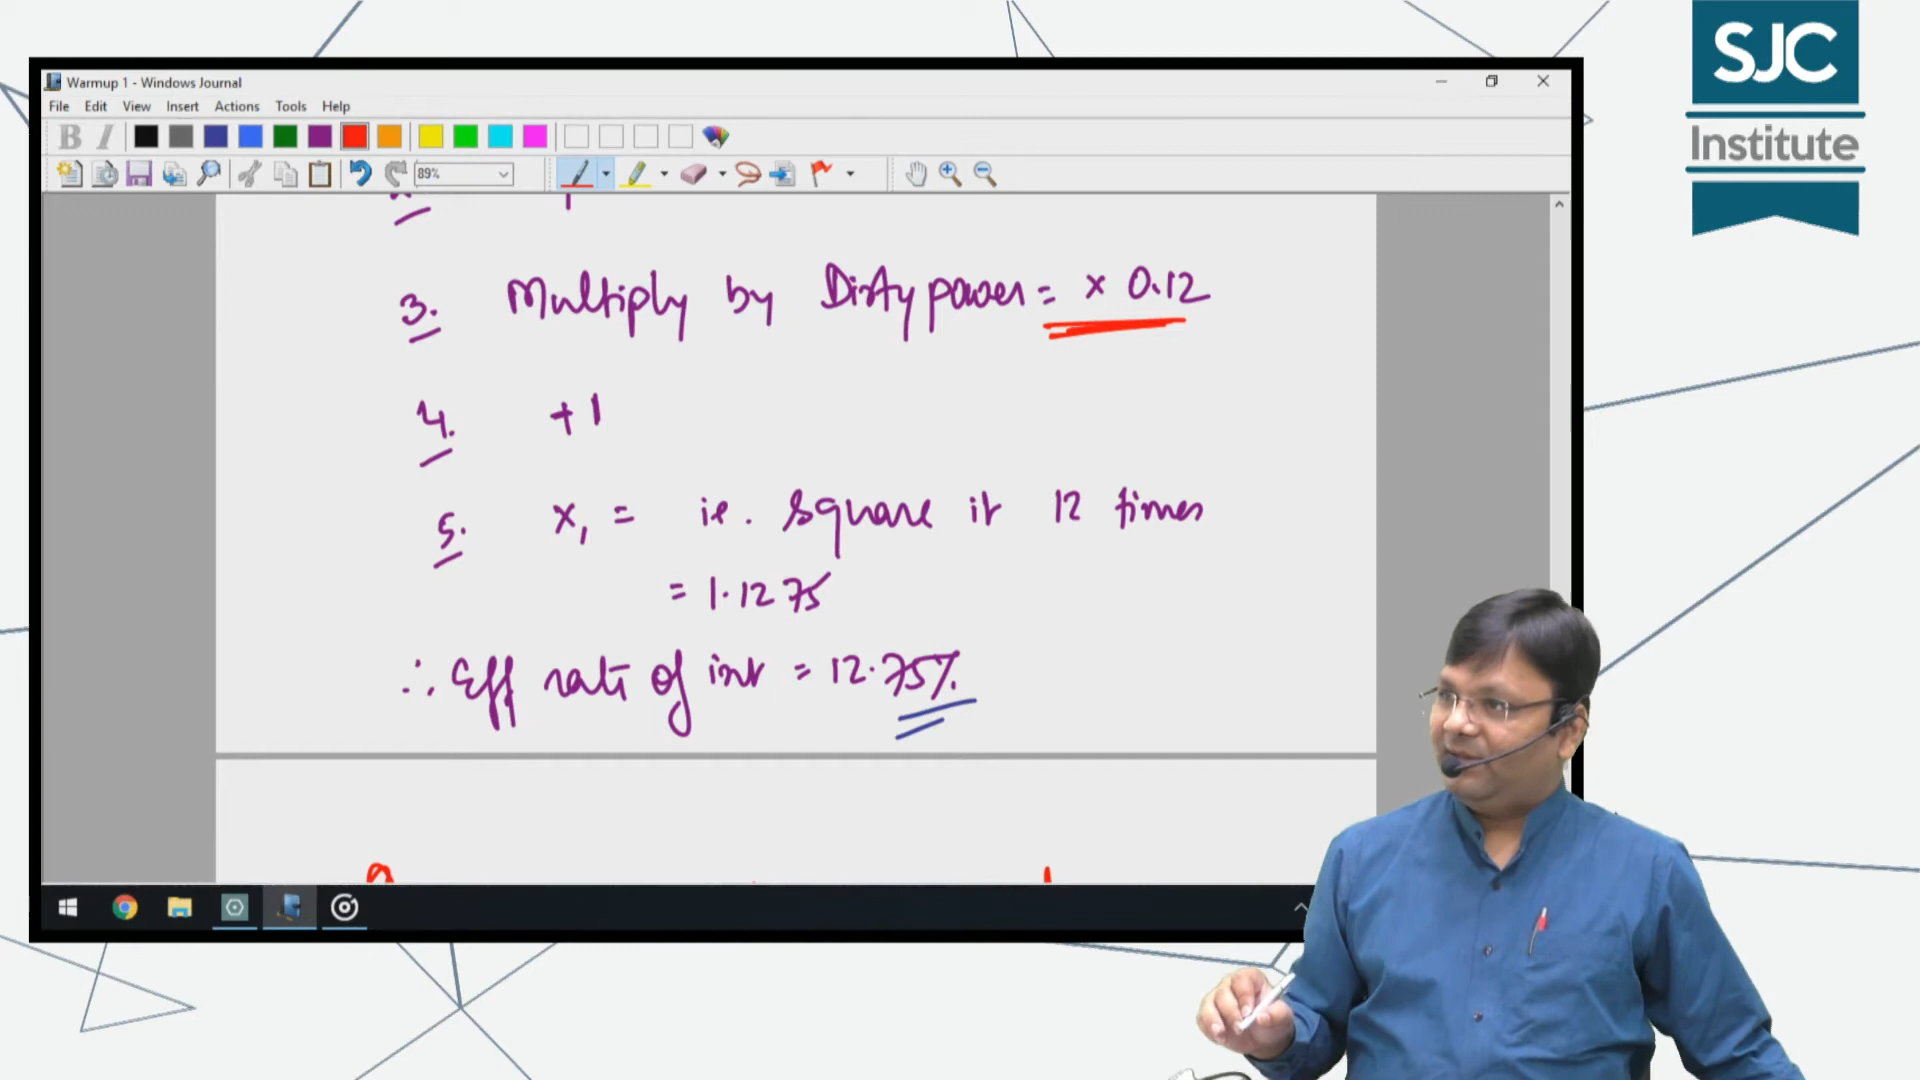 SJC
Institute
Warmup 1 - Windows Journal
File Edit View Insert Actions Tools Help
B I
89%
3. Multiply by Dirty power = × 0.12
4. +1
5. x, = ie. Square it 12 times
= 1.1275
∴ Eff rate of int = 12.75%